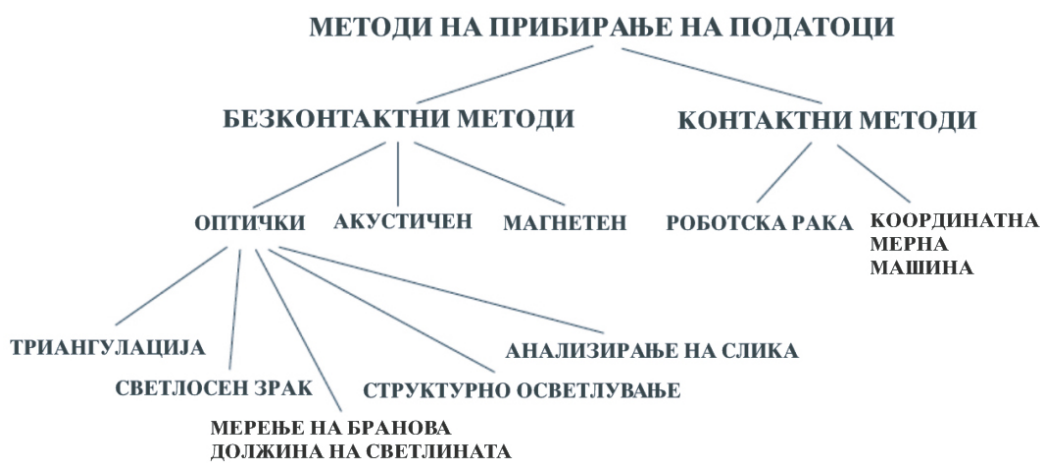 МЕТОДИ НА ПРИБИРАЊЕ НА ПОДАТОЦИ
БЕЗКОНТАКТНИ МЕТОДИ
КОНТАКТНИ МЕТОДИ
ОПТИЧКИ
АКУСТИЧЕН
МАГНЕТЕН
РОБОТСКА РАКА
КООРДИНАТНА
МЕРНА
МАШИНА
ТРИАНГУЛАЦИЈА
СВЕТЛОСЕН ЗРАК
МЕРЕЊЕ НА БРАНОВА
ДОЛЖИНА НА СВЕТЛИНАТА
СТРУКТУРНО ОСВЕТЛУВАЊЕ
АНАЛИЗИРАЊЕ НА СЛИКА